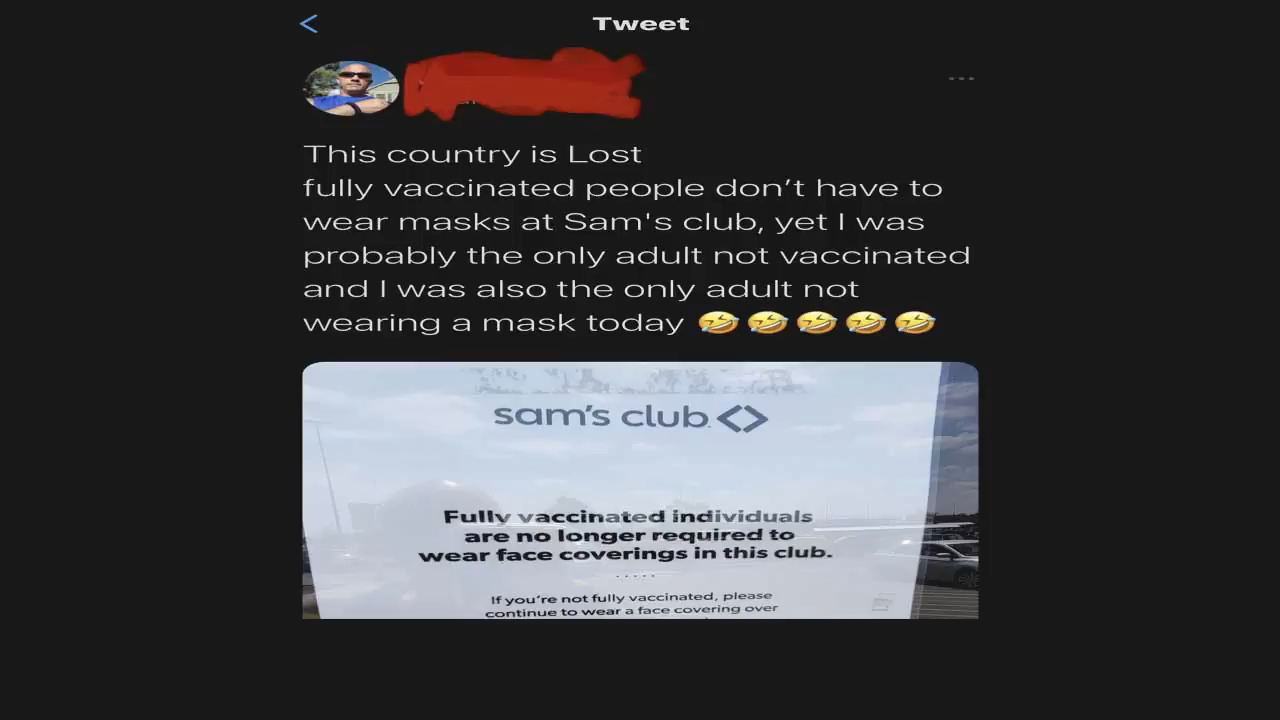 Tweet
This country is Lost
fully vaccinated people don’t have to
wear masks at Sam's club, yet I was
probably the only adult not vaccinated
and I was also the only adult not
wearing a mask today 🤣🤣🤣🤣🤣
sam's club
Fully vaccinated individuals
are no longer required to
wear face coverings in this club.
If you're not fully vaccinated, please
continue to wear a face covering over